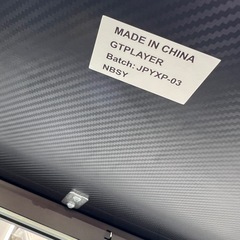 MADE IN CHINA
GTPLAYER
Batch: JPYXP-03
NBSY